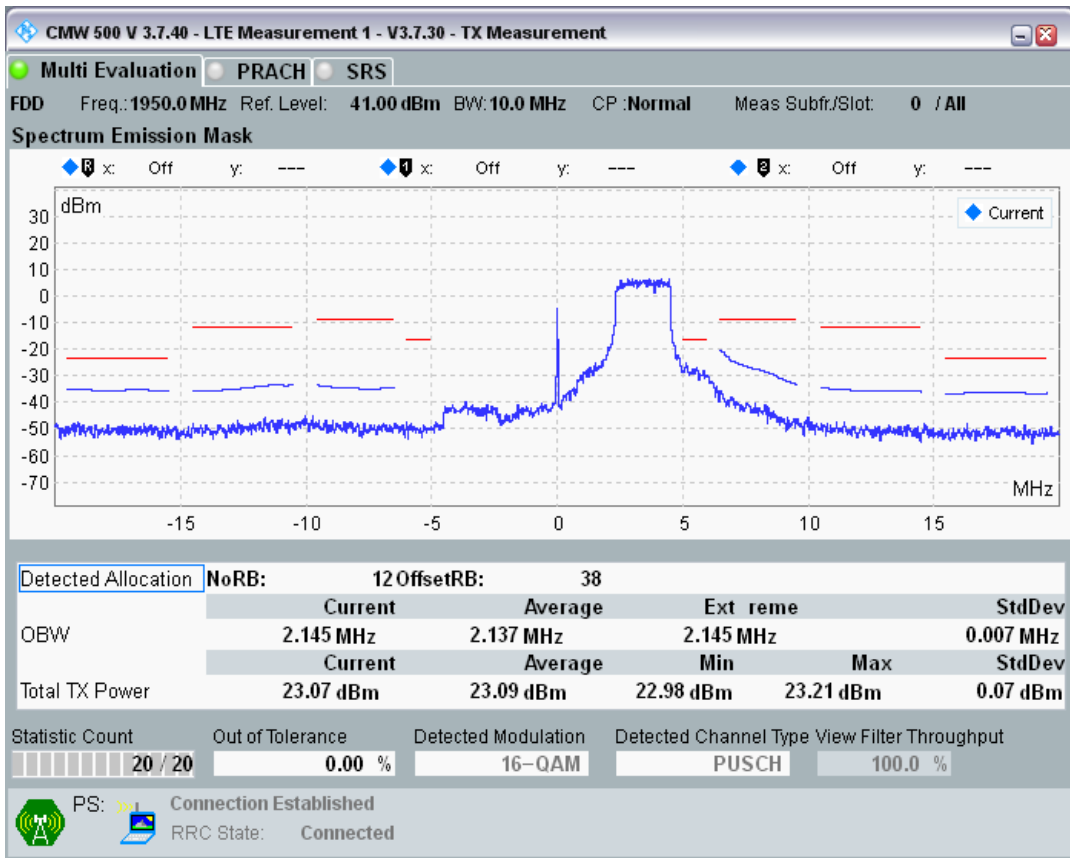 CMW 500 V 3.7.40 - LTE Measurement 1 - V3.7.30 - TX Measurement
Multi Evaluation PRACH SRS
FDD Freq.: 1950.0 MHz Ref. Level: 41.00 dBm BW: 10.0 MHz CP : Normal Meas Subfr./Slot: 0 / All
Spectrum Emission Mask
R x: Off y: --- 1 x: Off y: --- 2 x: Off y: ---
dBm
Current
30
20
10
0
-10
-20
-30
-40
-50
-60
-70
MHz
-15 -10 -5 0 5 10 15
Detected Allocation NoRB: 12 OffsetRB: 38
Current Average Ext reme StdDev
OBW 2.145 MHz 2.137 MHz 2.145 MHz 0.007 MHz
Current Average Min Max StdDev
Total TX Power 23.07 dBm 23.09 dBm 22.98 dBm 23.21 dBm 0.07 dBm
Statistic Count Out of Tolerance Detected Modulation Detected Channel Type View Filter Throughput
20 / 20 0.00 % 16-QAM PUSCH 100.0 %
PS: Connection Established
RRC State: Connected